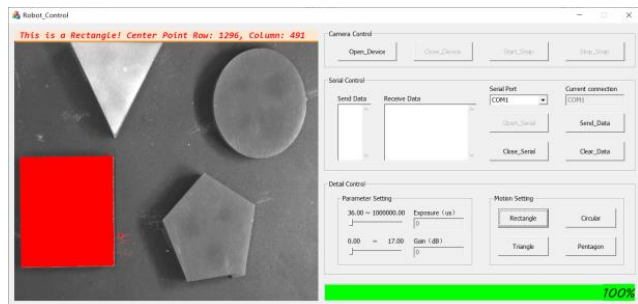 Robot_Control
This is a Rectangle! Center Point Row: 1296, Column: 491
Camera Control
Open_Device
Close_Device
Start_Snap
Stop_Snap
Serial Control
Send Data
Receive Data
Serial Port
Current connection
COM1
COM1
Open_Serial
Send_Data
Close_Serial
Clear_Data
Detail Control
Parameter Setting
36.00 ~ 1000000.00
Exposure (us)
0
0.00 ~ 17.00
Gain (dB)
0
Motion Setting
Rectangle
Circular
Triangle
Pentagon
100%